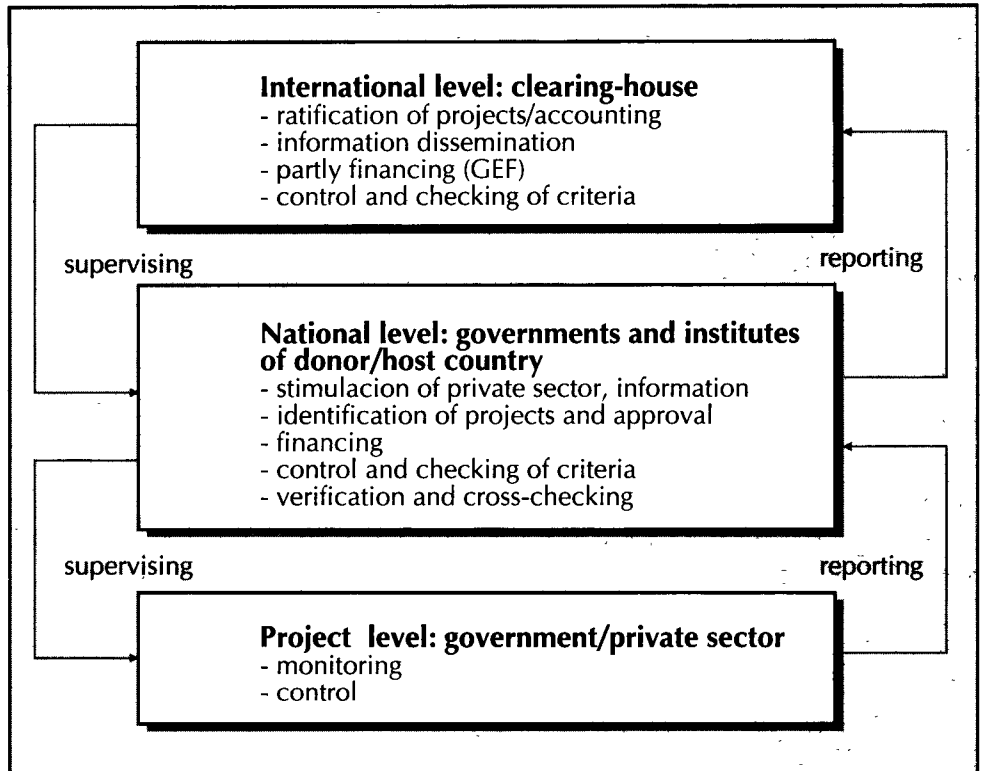 International level: clearing-house
- ratification of projects/accounting
- information dissemination
- partly financing (GEF)
- control and checking of criteria
supervising
reporting
National level: governments and institutes
of donor/host country
- stimulacion of private sector, information
- identification of projects and approval
- financing
- control and checking of criteria
- verification and cross-checking
supervising
reporting
Project level: government/private sector
- monitoring
- control